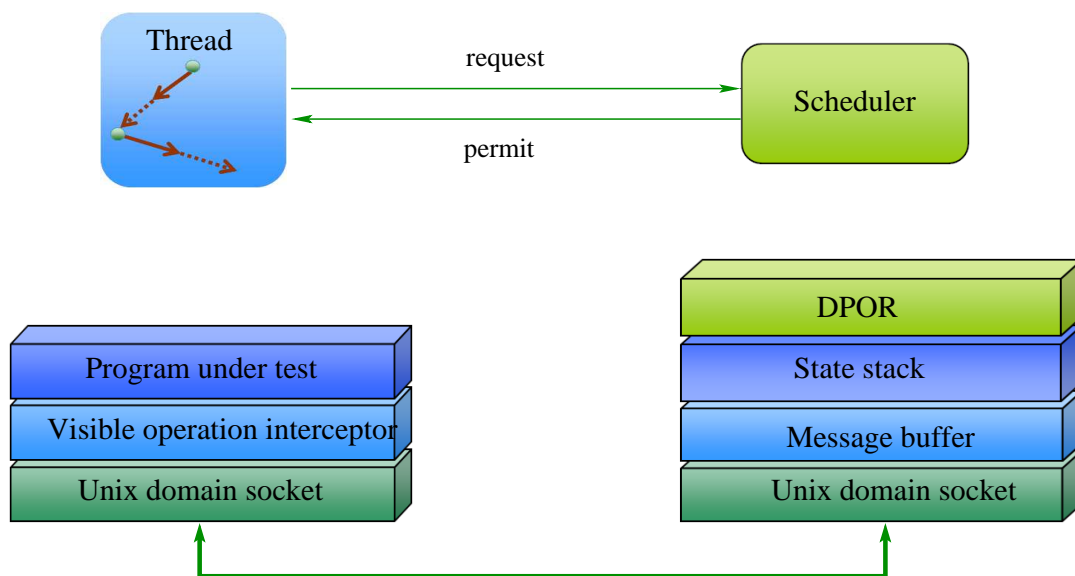 Thread
request
Scheduler
permit
DPOR
Program under test
State stack
Visible operation interceptor
Message buffer
Unix domain socket
Unix domain socket